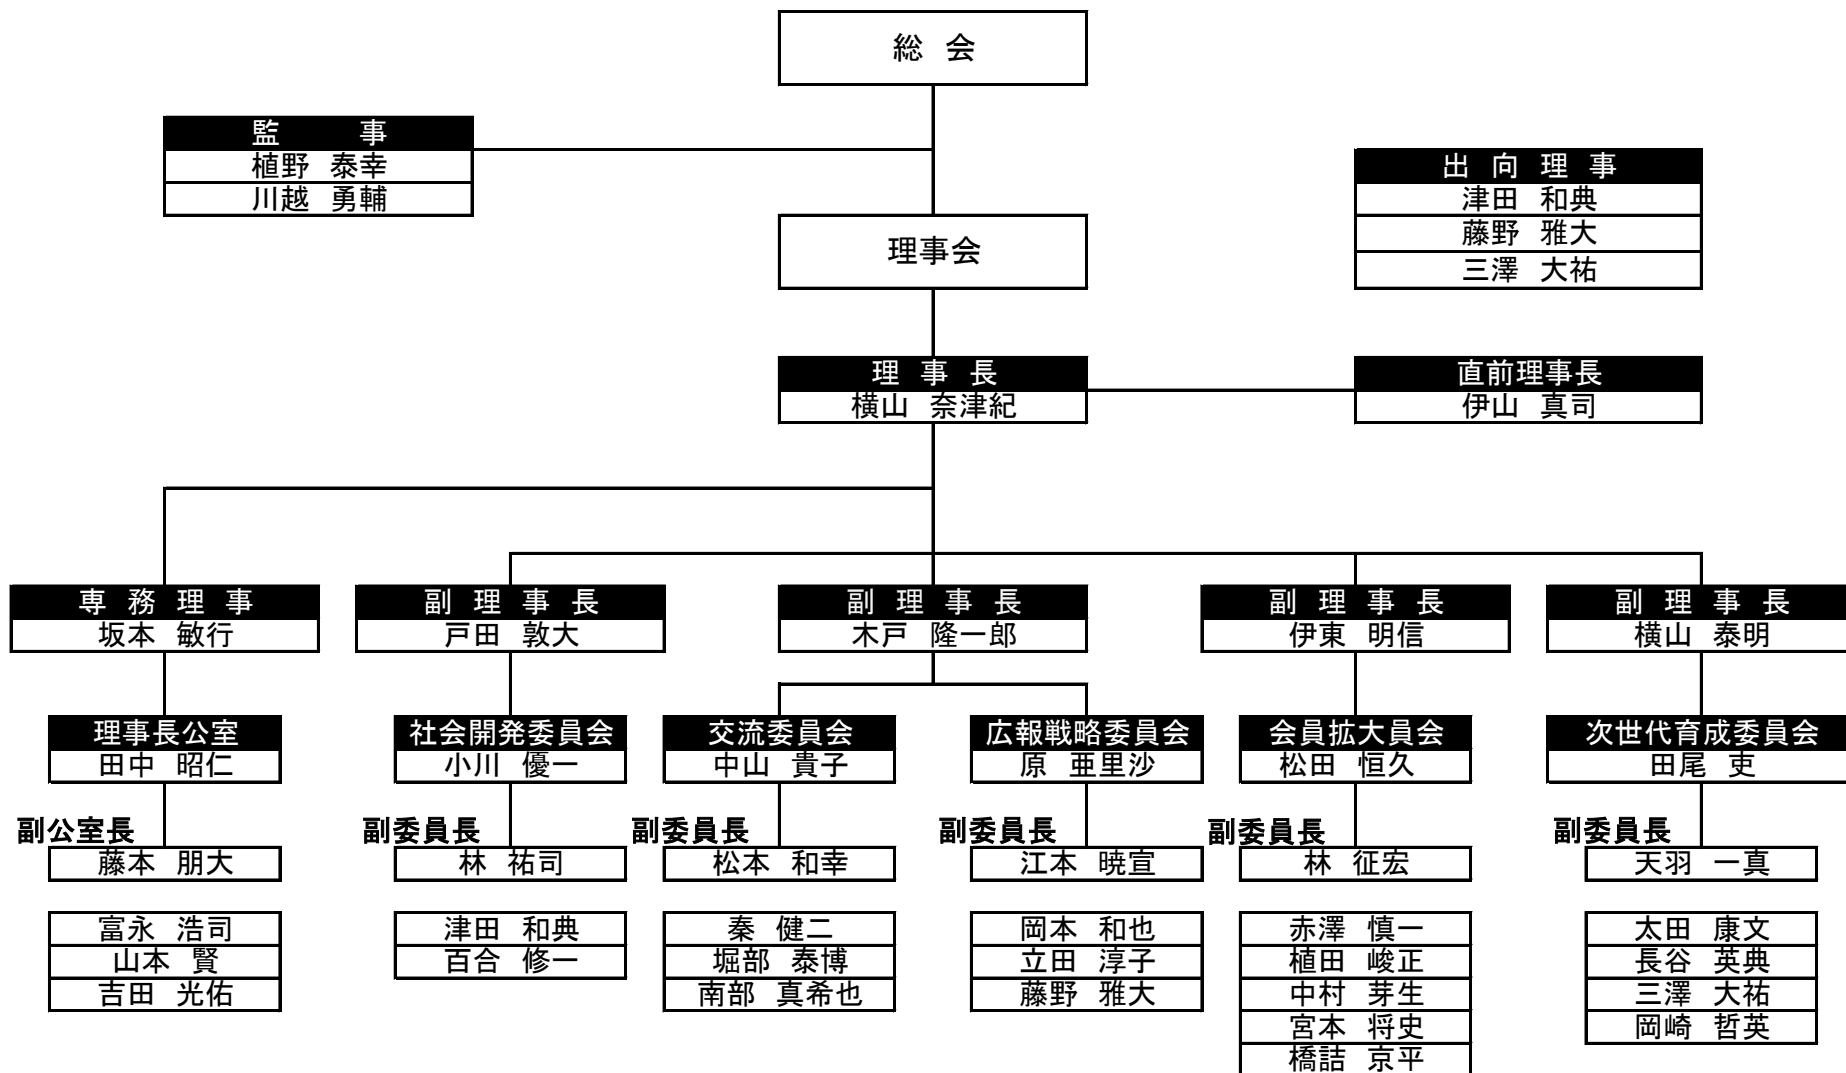 総 会
監 事
植野 泰幸
川越 勇輔
出 向 理 事
津田 和典
藤野 雅大
三澤 大祐
理事会
理 事 長
横山 奈津紀
直前理事長
伊山 真司
専 務 理 事
坂本 敏行
副 理 事 長
戸田 敦大
副 理 事 長
木戸 隆一郎
副 理 事 長
伊東 明信
副 理 事 長
横山 泰明
理事長公室
田中 昭仁
副公室長
藤本 朋大
富永 浩司
山本 賢
吉田 光佑
社会開発委員会
小川 優一
副委員長
林 祐司
津田 和典
百合 修一
交流委員会
中山 貴子
副委員長
松本 和幸
秦 健二
堀部 泰博
南部 真希也
広報戦略委員会
原 亜里沙
副委員長
江本 暁宣
岡本 和也
立田 淳子
藤野 雅大
会員拡大員会
松田 恒久
副委員長
林 征宏
赤澤 慎一
植田 峻正
中村 芽生
宮本 将史
橋詰 京平
次世代育成委員会
田尾 吏
副委員長
天羽 一真
太田 康文
長谷 英典
三澤 大祐
岡崎 哲英